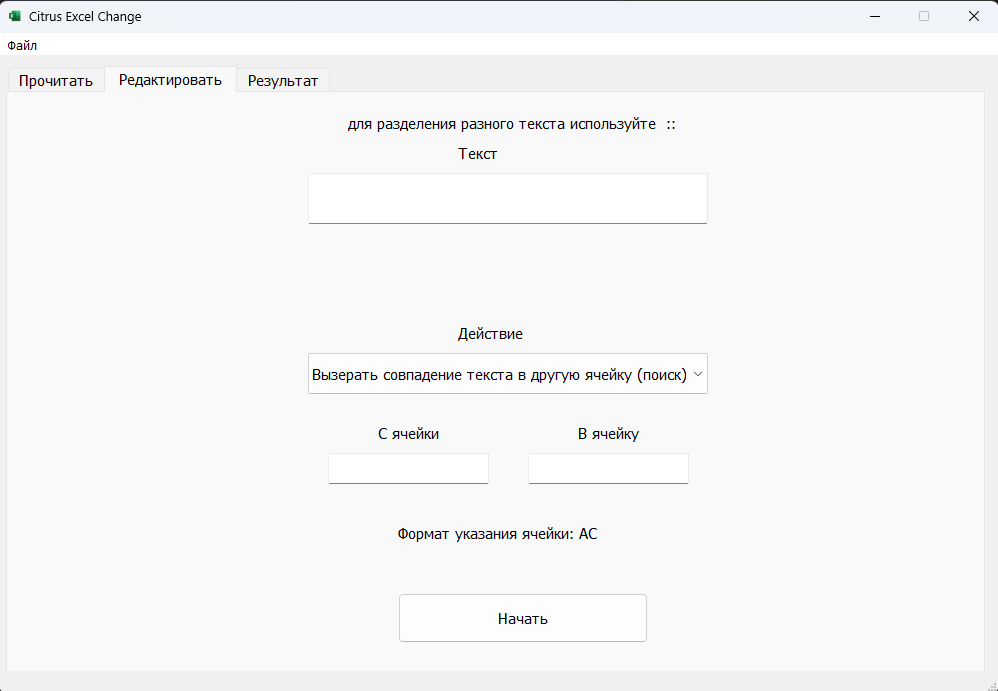 Citrus Excel Change
Файл
Прочитать Редактировать Результат
для разделения разного текста используйте ::
Текст
Действие
Вызерать совпадение текста в другую ячейку (поиск)
С ячейки В ячейку
Формат указания ячейки: AC
Начать